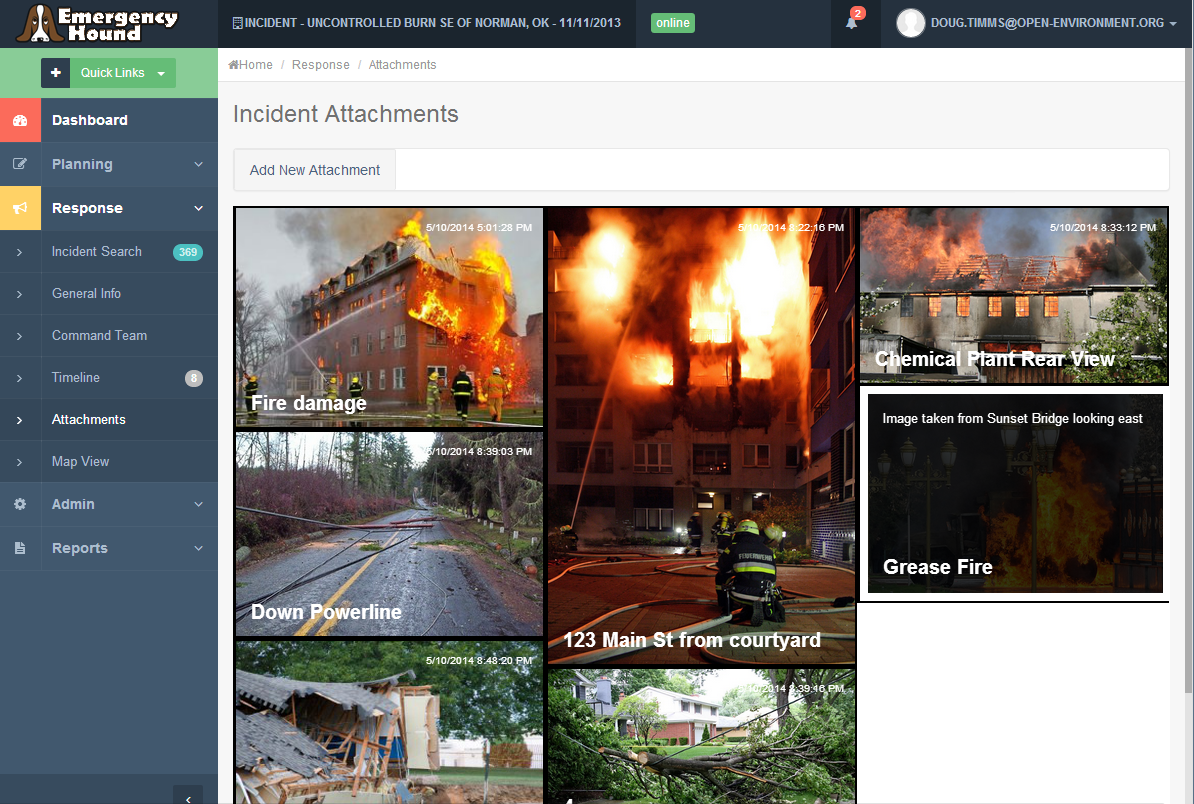 Emergency
Hound
INCIDENT - UNCONTROLLED BURN SE OF NORMAN, OK - 11/11/2013
online
2
DOUG.TIMMS@OPEN-ENVIRONMENT.ORG
Quick Links
Home / Response / Attachments
Dashboard
Planning
Response
Incident Search 369
General Info
Command Team
Timeline 8
Attachments
Map View
Admin
Reports
Incident Attachments
Add New Attachment
5/10/2014 5:01:28 PM
Fire damage
5/10/2014 8:22:16 PM
123 Main St from courtyard
FEUERWEHR
5/10/2014 8:33:12 PM
Chemical Plant Rear View
Image taken from Sunset Bridge looking east
Grease Fire
5/10/2014 8:39:03 PM
Down Powerline
5/10/2014 8:48:20 PM
5/10/2014 8:39:16 PM